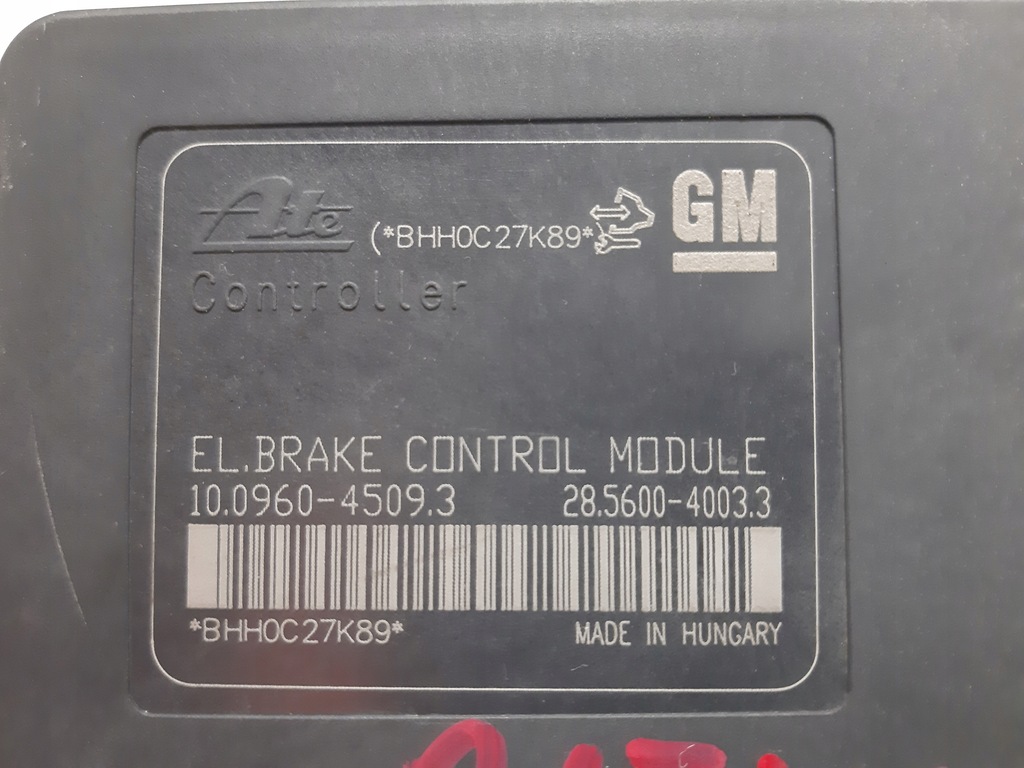 Ate
(*BHH0C27K89*
GM
Controller
EL.BRAKE CONTROL MODULE
10.0960-4509.3 28.5600-4003.3
*BHH0C27K89*
MADE IN HUNGARY